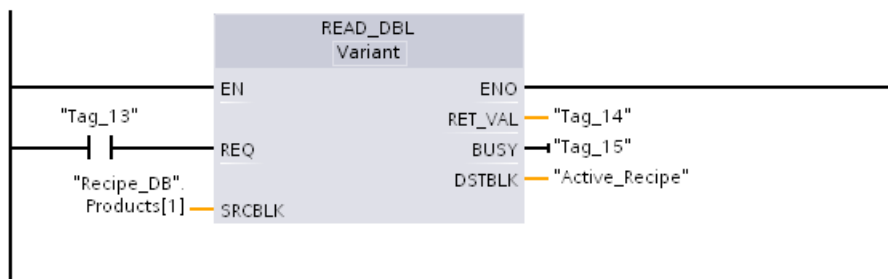 READ_DBL
Variant
EN
ENO
"Tag_13"
RET_VAL
"Tag_14"
REQ
BUSY
"Tag_15"
"Recipe_DB".
Products[1]
DSTBLK
"Active_Recipe"
SRCBLK